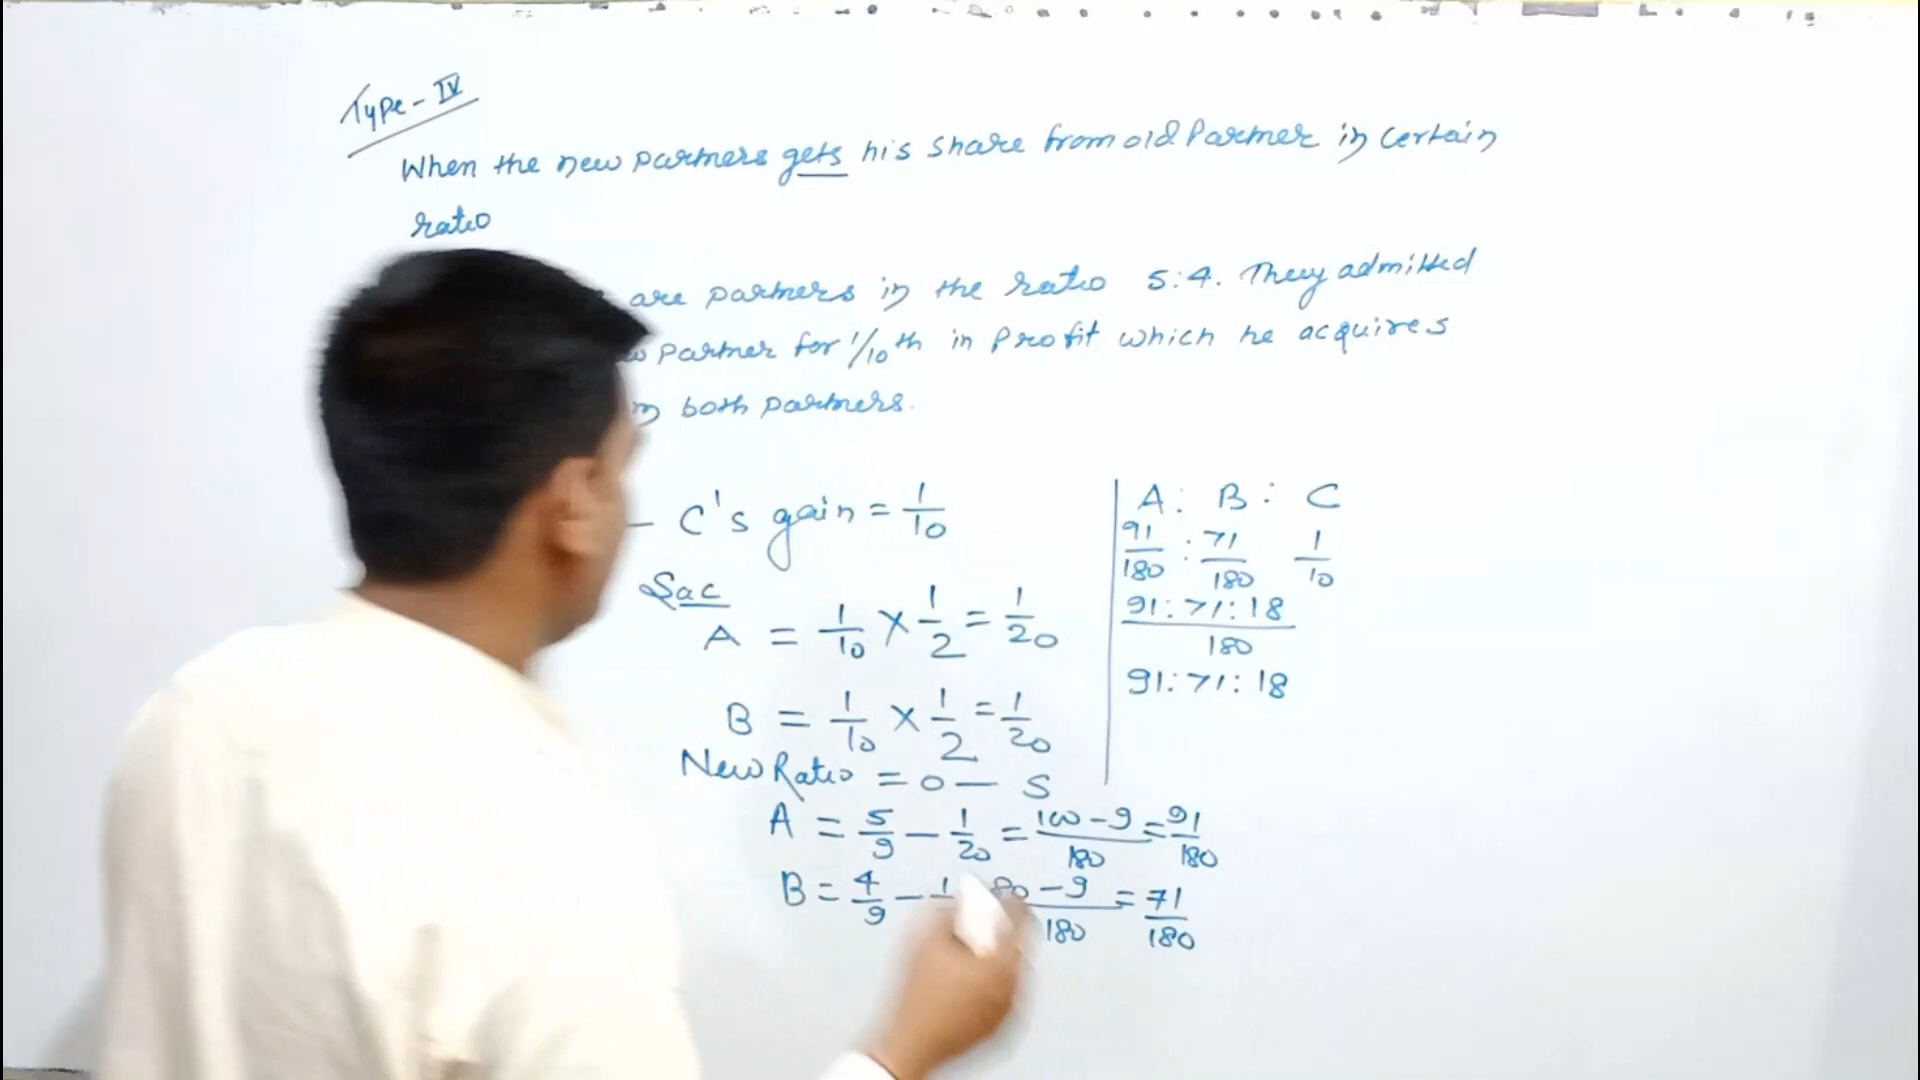 Type - IV
When the new partners gets his share from old Partner in certain
ratio
are partners in the ratio 5:4. They admitted
Partner for 1/10th in Profit which he acquires
both partners.
- C's gain = 1/10
Sac
A = 1/10 × 1/2 = 1/20
B = 1/10 × 1/2 = 1/20
New Ratio = O — S
A = 5/9 - 1/20 = 100-9/180 = 91/180
B = 4/9 - 1 80-9/180 = 71/180
A : B : C
91/180 : 71/180 1/10
91:71:18/180
91:71:18